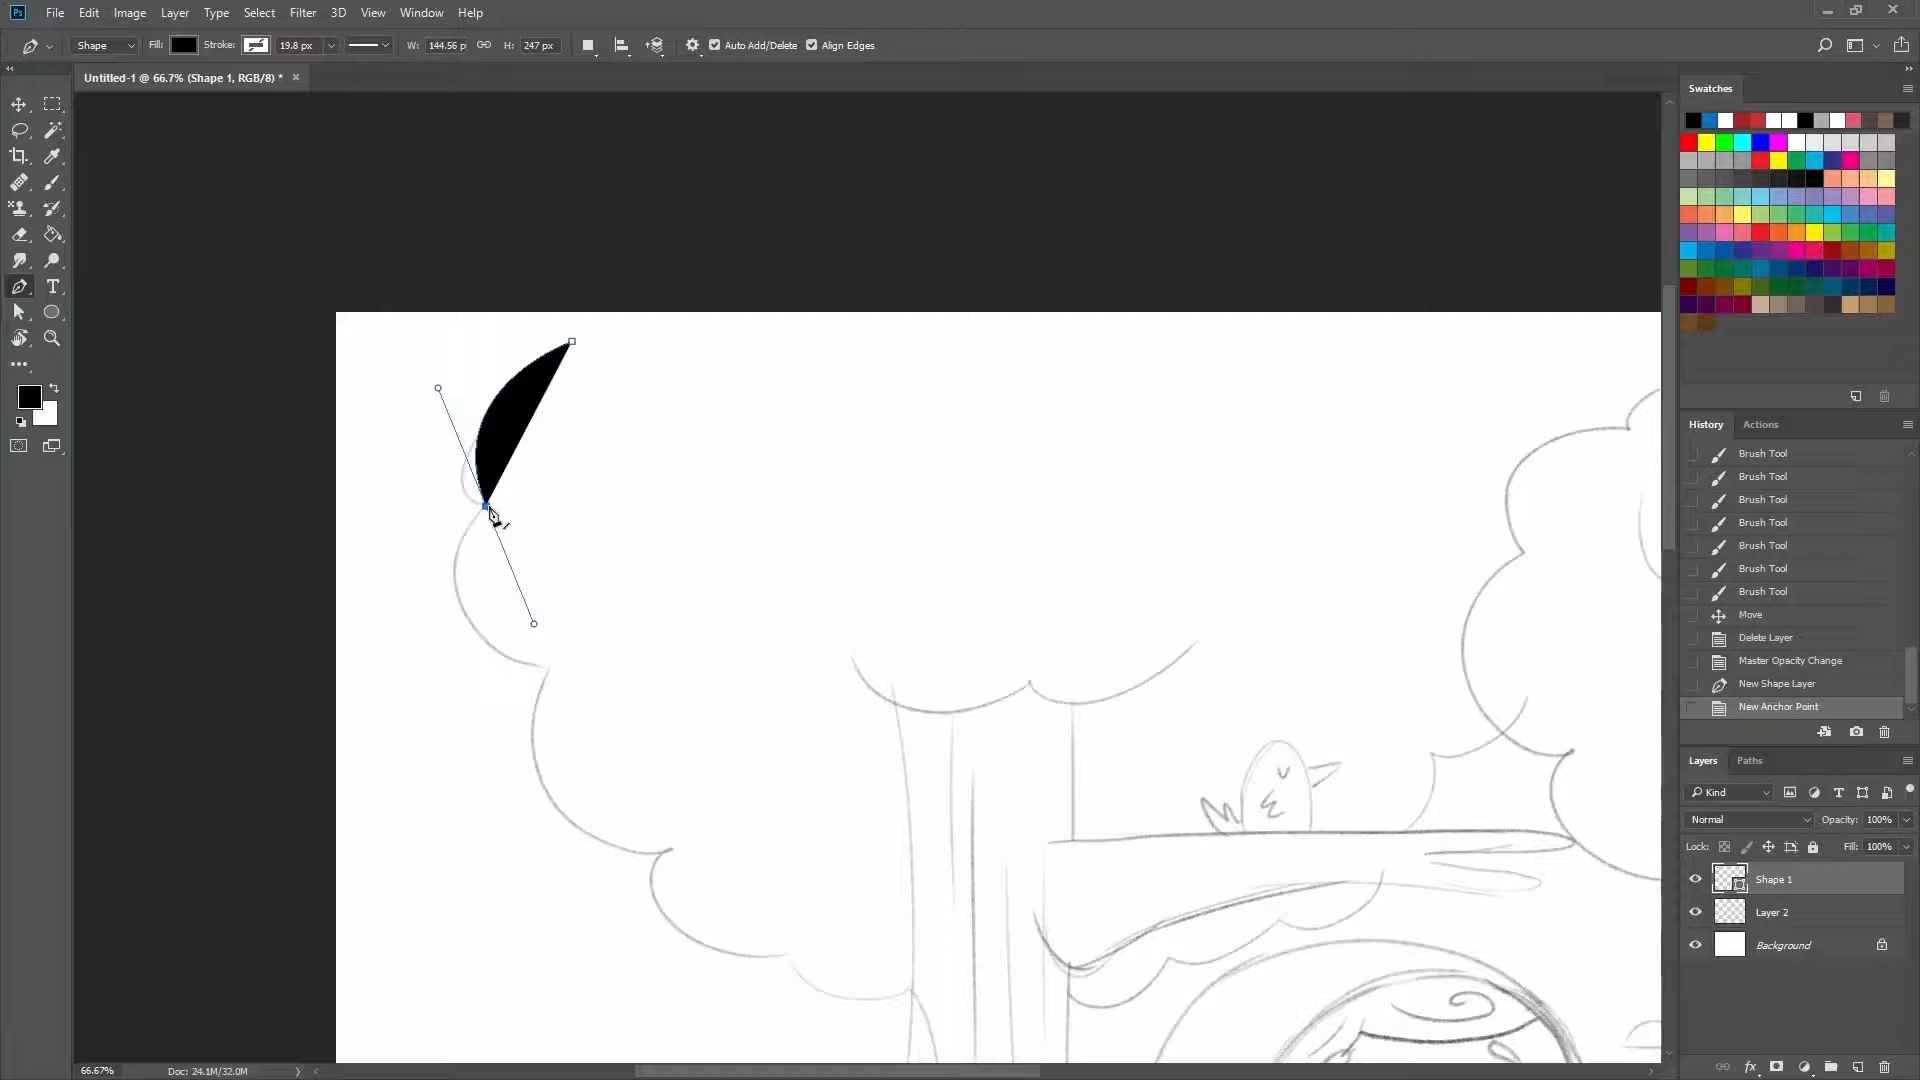 Ps File Edit Image Layer Type Select Filter 3D View Window Help
Shape Fill: Stroke: 19.8 px W: 144.56 p H: 247 px Auto Add/Delete Align Edges
Untitled-1 @ 66.7% (Shape 1, RGB/8) *
Swatches
History Actions
Brush Tool
Brush Tool
Brush Tool
Brush Tool
Brush Tool
Brush Tool
Brush Tool
Move
Delete Layer
Master Opacity Change
New Shape Layer
New Anchor Point
Layers Paths
Kind
Normal Opacity: 100%
Lock: Fill: 100%
Shape 1
Layer 2
Background
66.67% Doc: 24.1M/32.0M